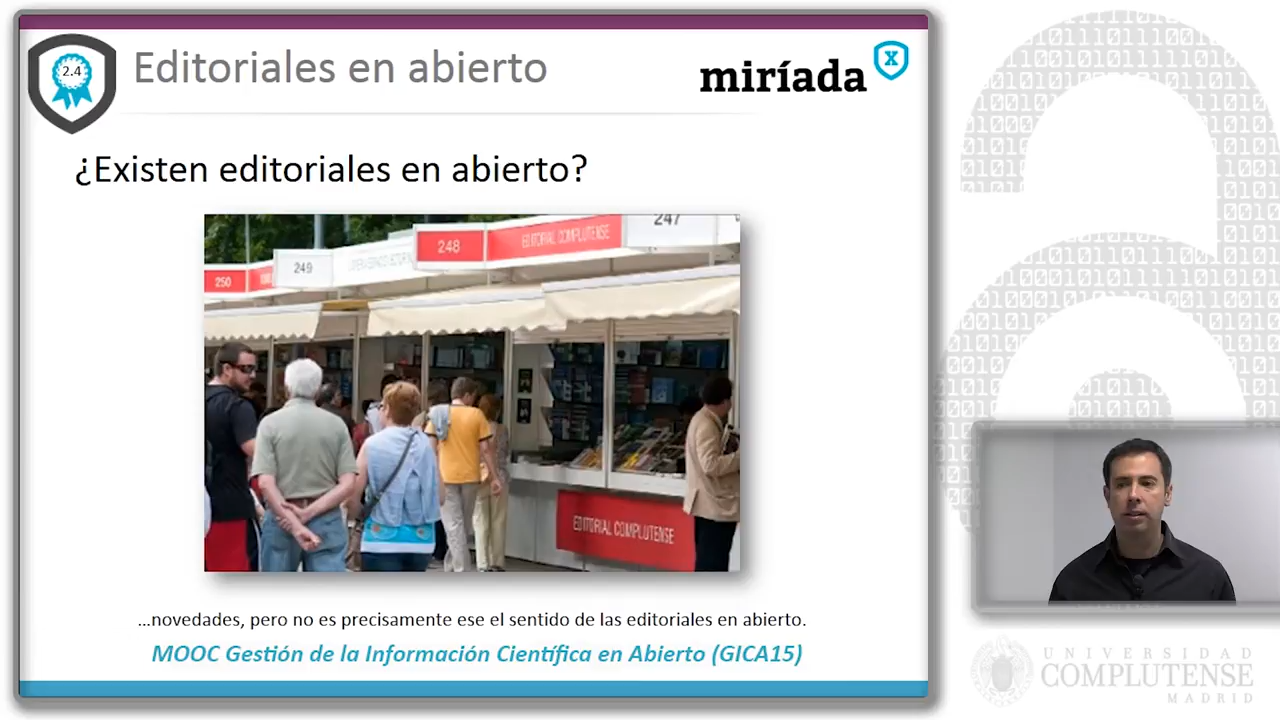 2.4
Editoriales en abierto
miríada X
¿Existen editoriales en abierto?
247
248
EDITORIAL COMPLUTENSE
249
250
EDITORIAL COMPLUTENSE
...novedades, pero no es precisamente ese el sentido de las editoriales en abierto.
MOOC Gestión de la Información Científica en Abierto (GICA15)
UNIVERSIDAD
COMPLUTENSE
MADRID